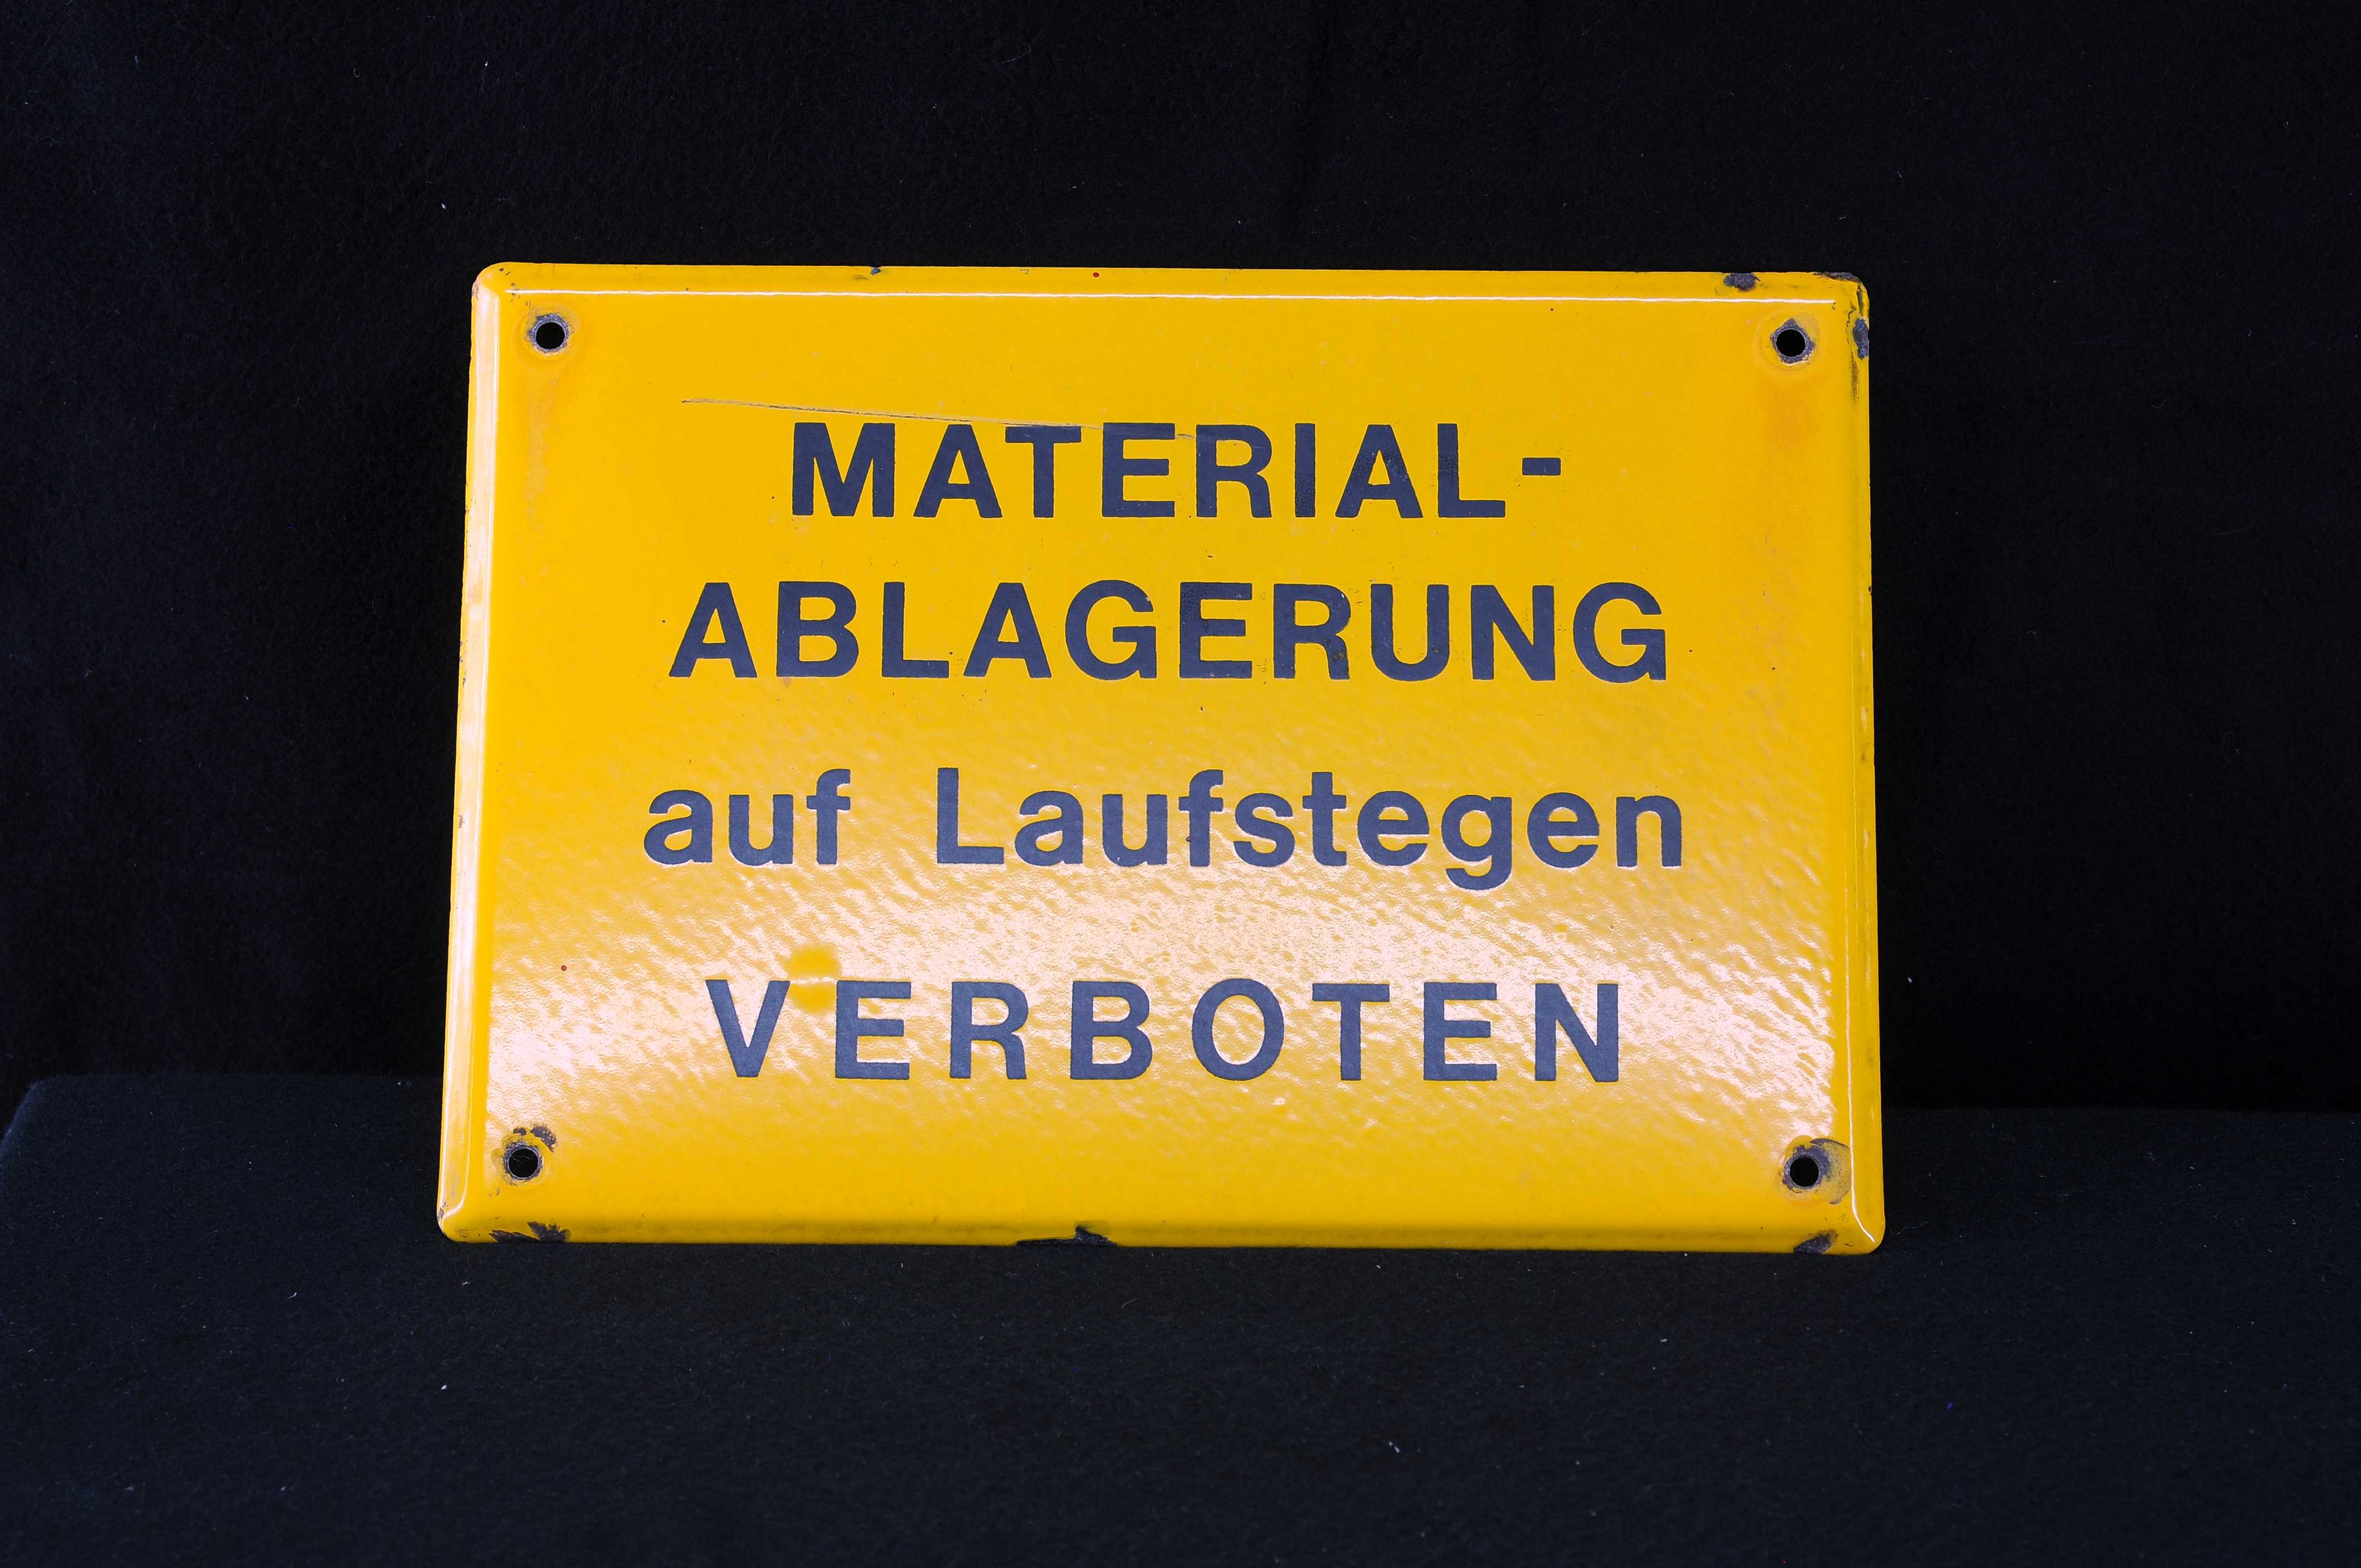 MATERIAL-
ABLAGERUNG
auf Laufstegen
VERBOTEN